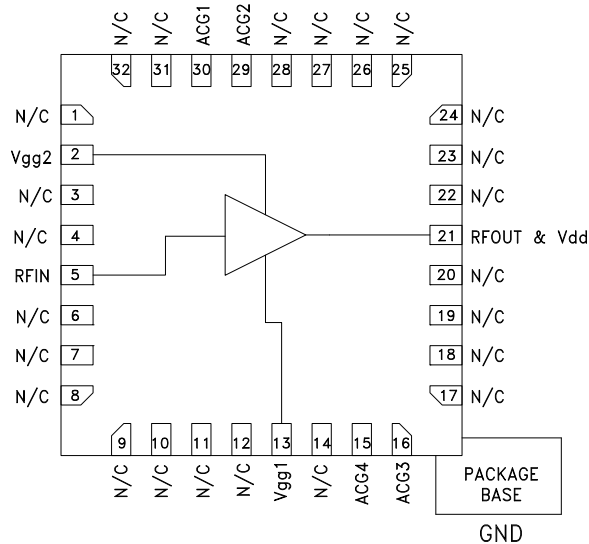 N/C
N/C
ACG1
ACG2
N/C
N/C
N/C
N/C
32
31
30
29
28
27
26
25
N/C 1
Vgg2 2
N/C 3
N/C 4
RFIN 5
N/C 6
N/C 7
N/C 8
24 N/C
23 N/C
22 N/C
21 RFOUT & Vdd
20 N/C
19 N/C
18 N/C
17 N/C
9
10
11
12
13
14
15
16
N/C
N/C
N/C
N/C
Vgg1
N/C
ACG4
ACG3
PACKAGE
BASE
GND